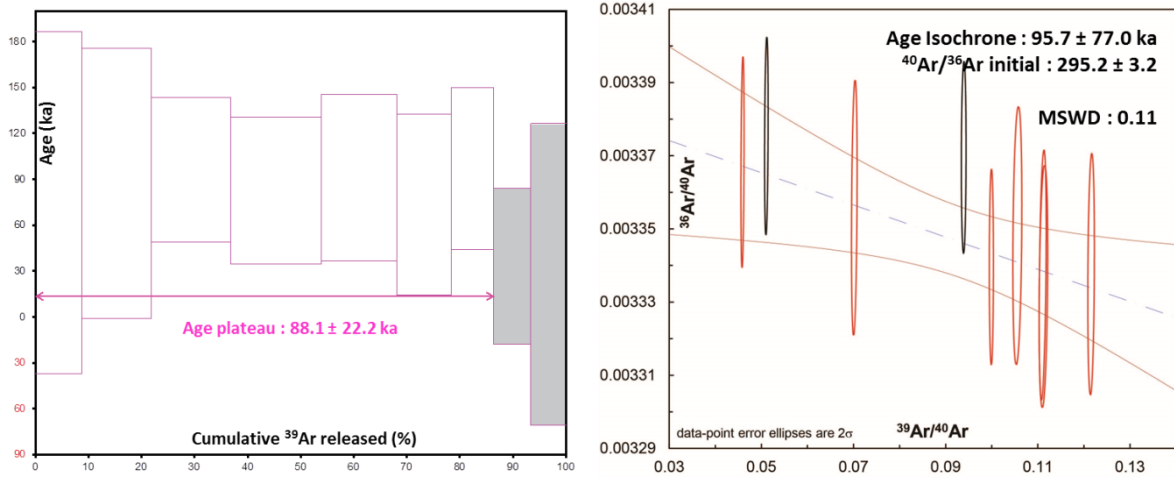 180
150
120
90
60
30
0
30
60
90
Age (ka)
Age plateau : 88.1 ± 22.2 ka
Cumulative ³⁹Ar released (%)
0 10 20 30 40 50 60 70 80 90 100
0.00341
0.00339
0.00337
0.00335
0.00333
0.00331
0.00329
³⁶Ar/⁴⁰Ar
Age Isochrone : 95.7 ± 77.0 ka
⁴⁰Ar/³⁶Ar initial : 295.2 ± 3.2
MSWD : 0.11
data-point error ellipses are 2σ
³⁹Ar/⁴⁰Ar
0.03 0.05 0.07 0.09 0.11 0.13